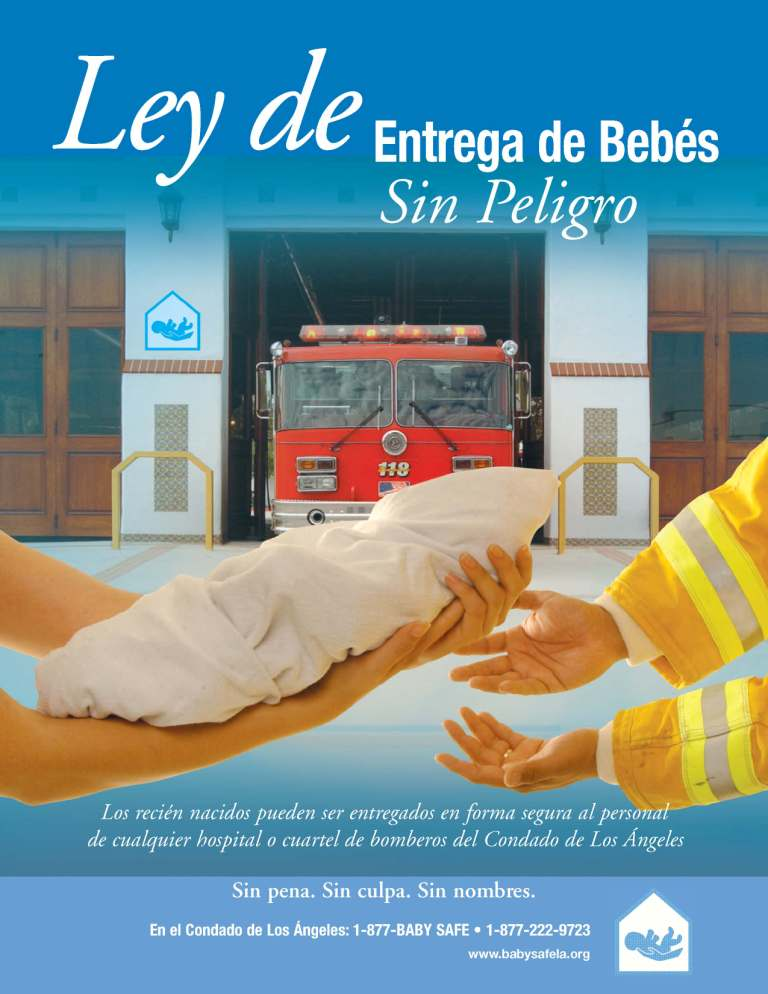 Ley de Entrega de Bebés
Sin Peligro
118
Los recién nacidos pueden ser entregados en forma segura al personal
de cualquier hospital o cuartel de bomberos del Condado de Los Ángeles
Sin pena. Sin culpa. Sin nombres.
En el Condado de Los Ángeles: 1-877-BABY SAFE • 1-877-222-9723
www.babysafela.org